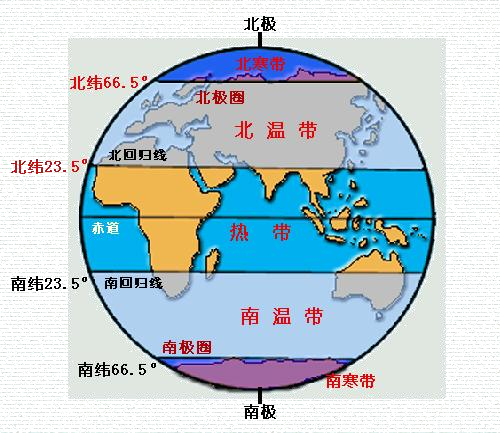 北极
北寒带
北纬66.5°
北极圈
北温带
北回归线
北纬23.5°
赤道
热带
南纬23.5°
南回归线
南温带
南极圈
南纬66.5°
南寒带
南极